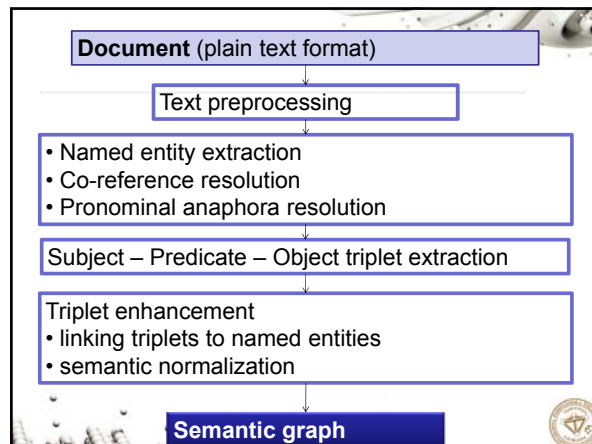 Document (plain text format)
Text preprocessing
• Named entity extraction
• Co-reference resolution
• Pronominal anaphora resolution
Subject – Predicate – Object triplet extraction
Triplet enhancement
• linking triplets to named entities
• semantic normalization
Semantic graph